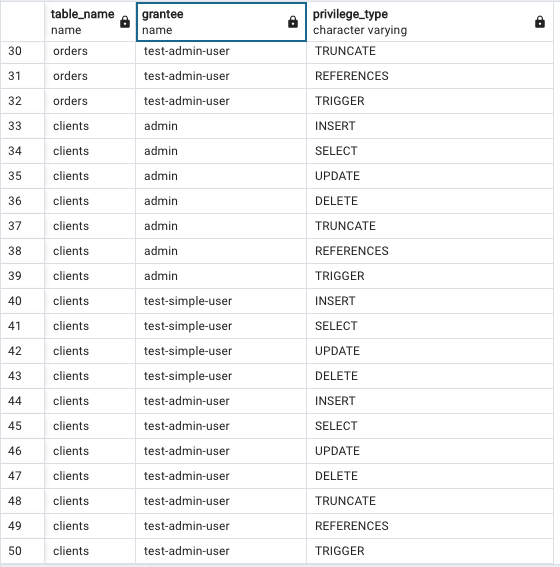 table_name grantee privilege_type
name name character varying
30 orders test-admin-user TRUNCATE
31 orders test-admin-user REFERENCES
32 orders test-admin-user TRIGGER
33 clients admin INSERT
34 clients admin SELECT
35 clients admin UPDATE
36 clients admin DELETE
37 clients admin TRUNCATE
38 clients admin REFERENCES
39 clients admin TRIGGER
40 clients test-simple-user INSERT
41 clients test-simple-user SELECT
42 clients test-simple-user UPDATE
43 clients test-simple-user DELETE
44 clients test-admin-user INSERT
45 clients test-admin-user SELECT
46 clients test-admin-user UPDATE
47 clients test-admin-user DELETE
48 clients test-admin-user TRUNCATE
49 clients test-admin-user REFERENCES
50 clients test-admin-user TRIGGER